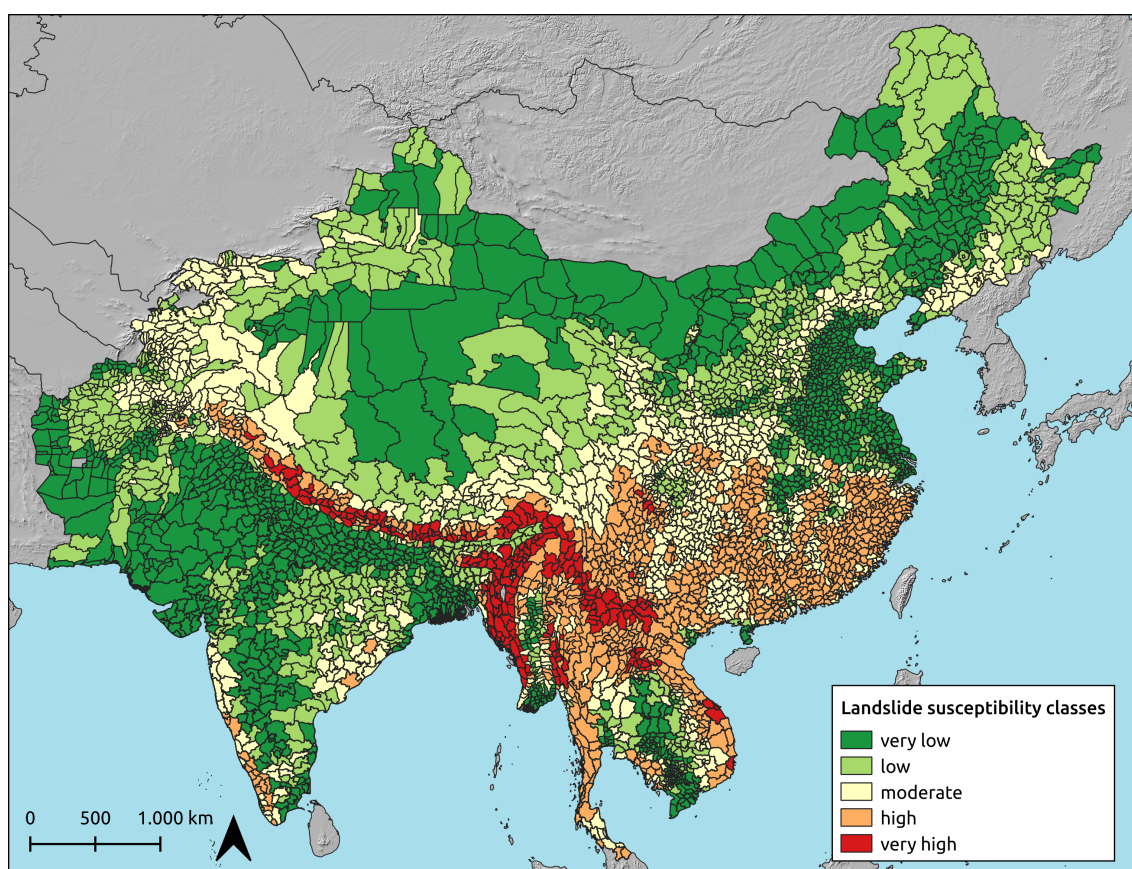 Landslide susceptibility classes
very low
low
moderate
high
very high
0 500 1.000 km